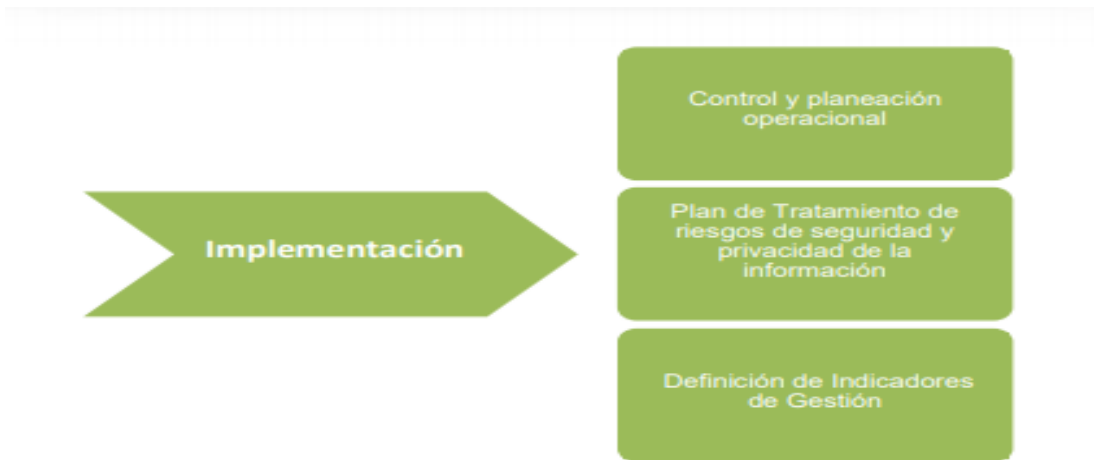 Implementación
Control y planeación
operacional
Plan de Tratamiento de
riesgos de seguridad y
privacidad de la
información
Definición de Indicadores
de Gestión